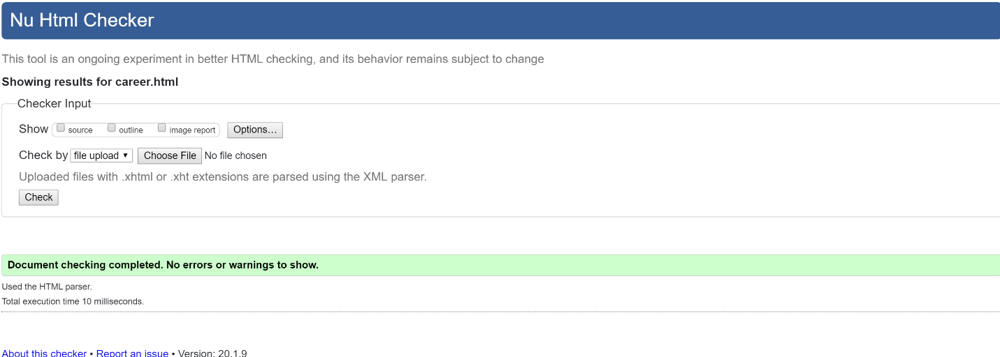 Nu Html Checker
This tool is an ongoing experiment in better HTML checking, and its behavior remains subject to change
Showing results for career.html
Checker Input
Show source outline image report Options...
Check by file upload Choose File No file chosen
Uploaded files with .xhtml or .xht extensions are parsed using the XML parser.
Check
Document checking completed. No errors or warnings to show.
Used the HTML parser.
Total execution time 10 milliseconds.
About this checker • Report an issue • Version: 20.1.9